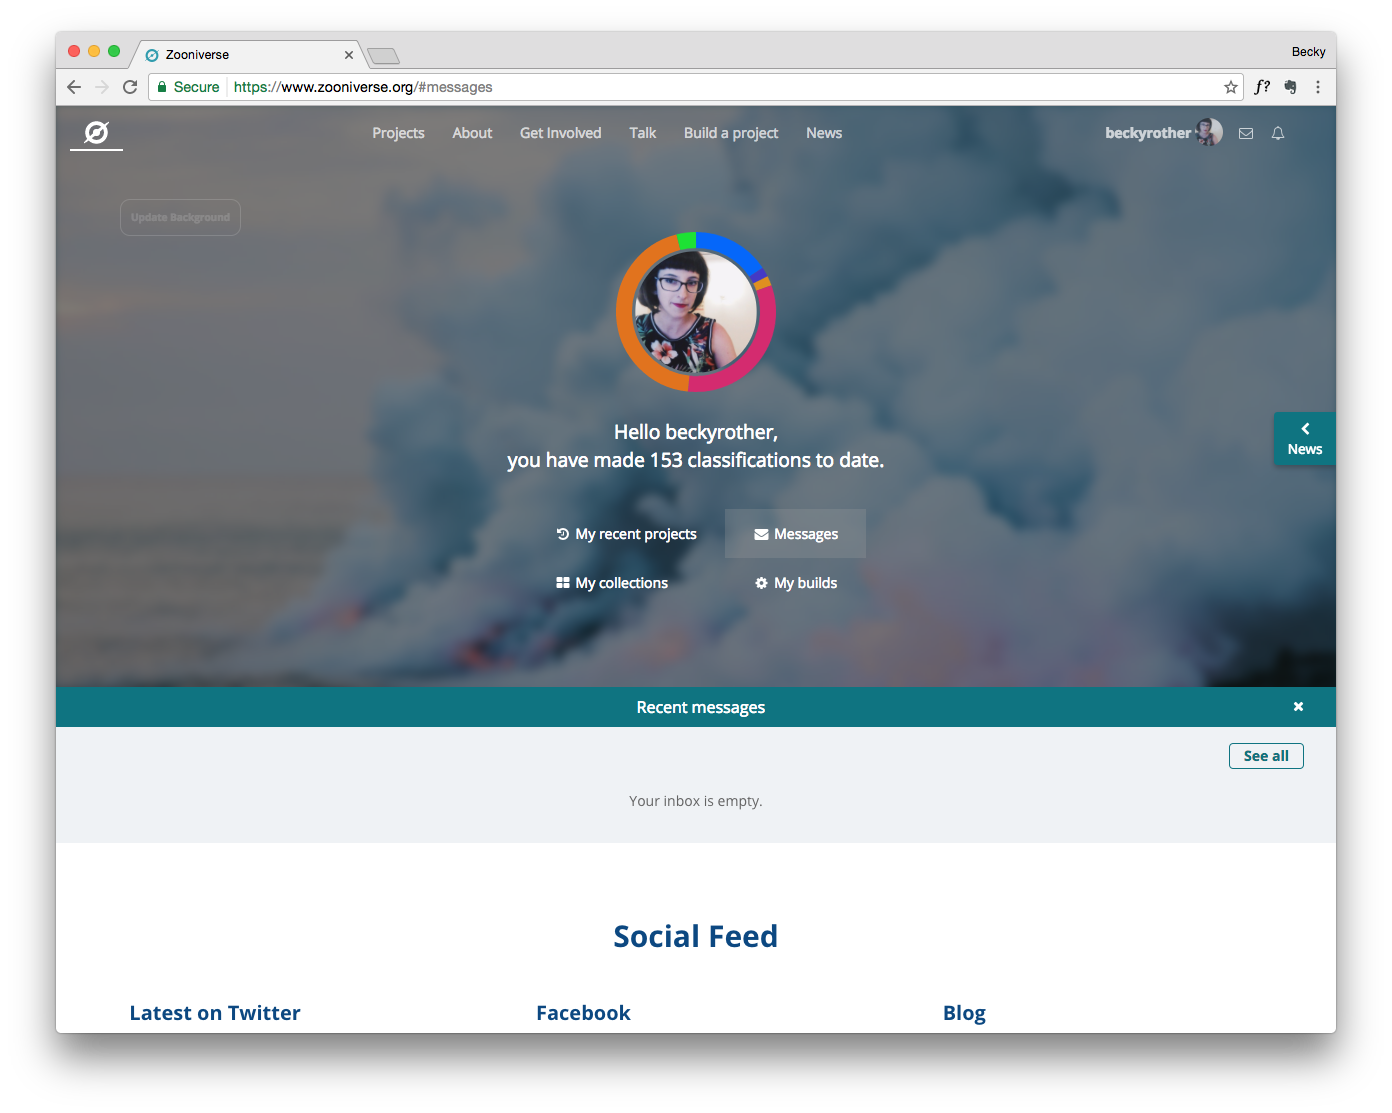 Zooniverse
Becky
Secure
https://www.zooniverse.org/#messages
f?
Projects
About
Get Involved
Talk
Build a project
News
beckyrother
Update Background
Hello beckyrother,
you have made 153 classifications to date.
News
My recent projects
Messages
My collections
My builds
Recent messages
See all
Your inbox is empty.
Social Feed
Latest on Twitter
Facebook
Blog